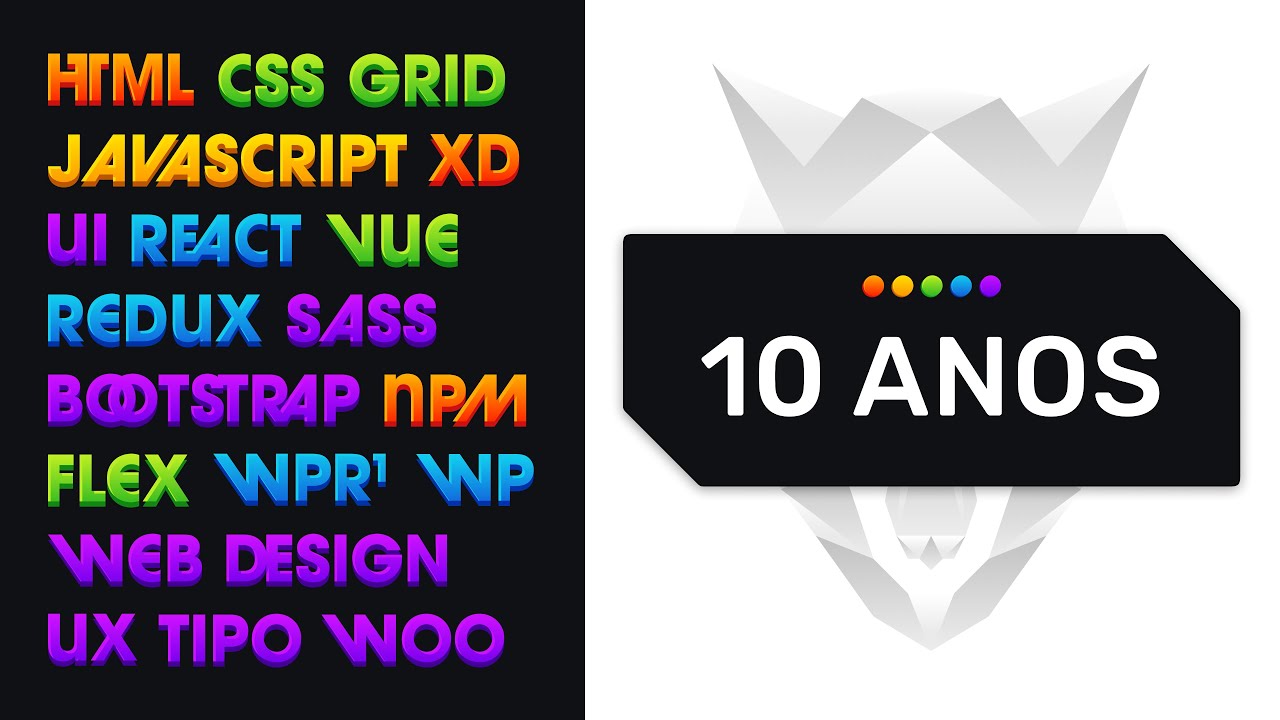 HTML CSS GRID
JAVASCRIPT XD
UI REACT VUE
REDUX SASS
BOOTSTRAP NPM
FLEX WPR¹ WP
WEB DESIGN
UX TIPO WOO
10 ANOS